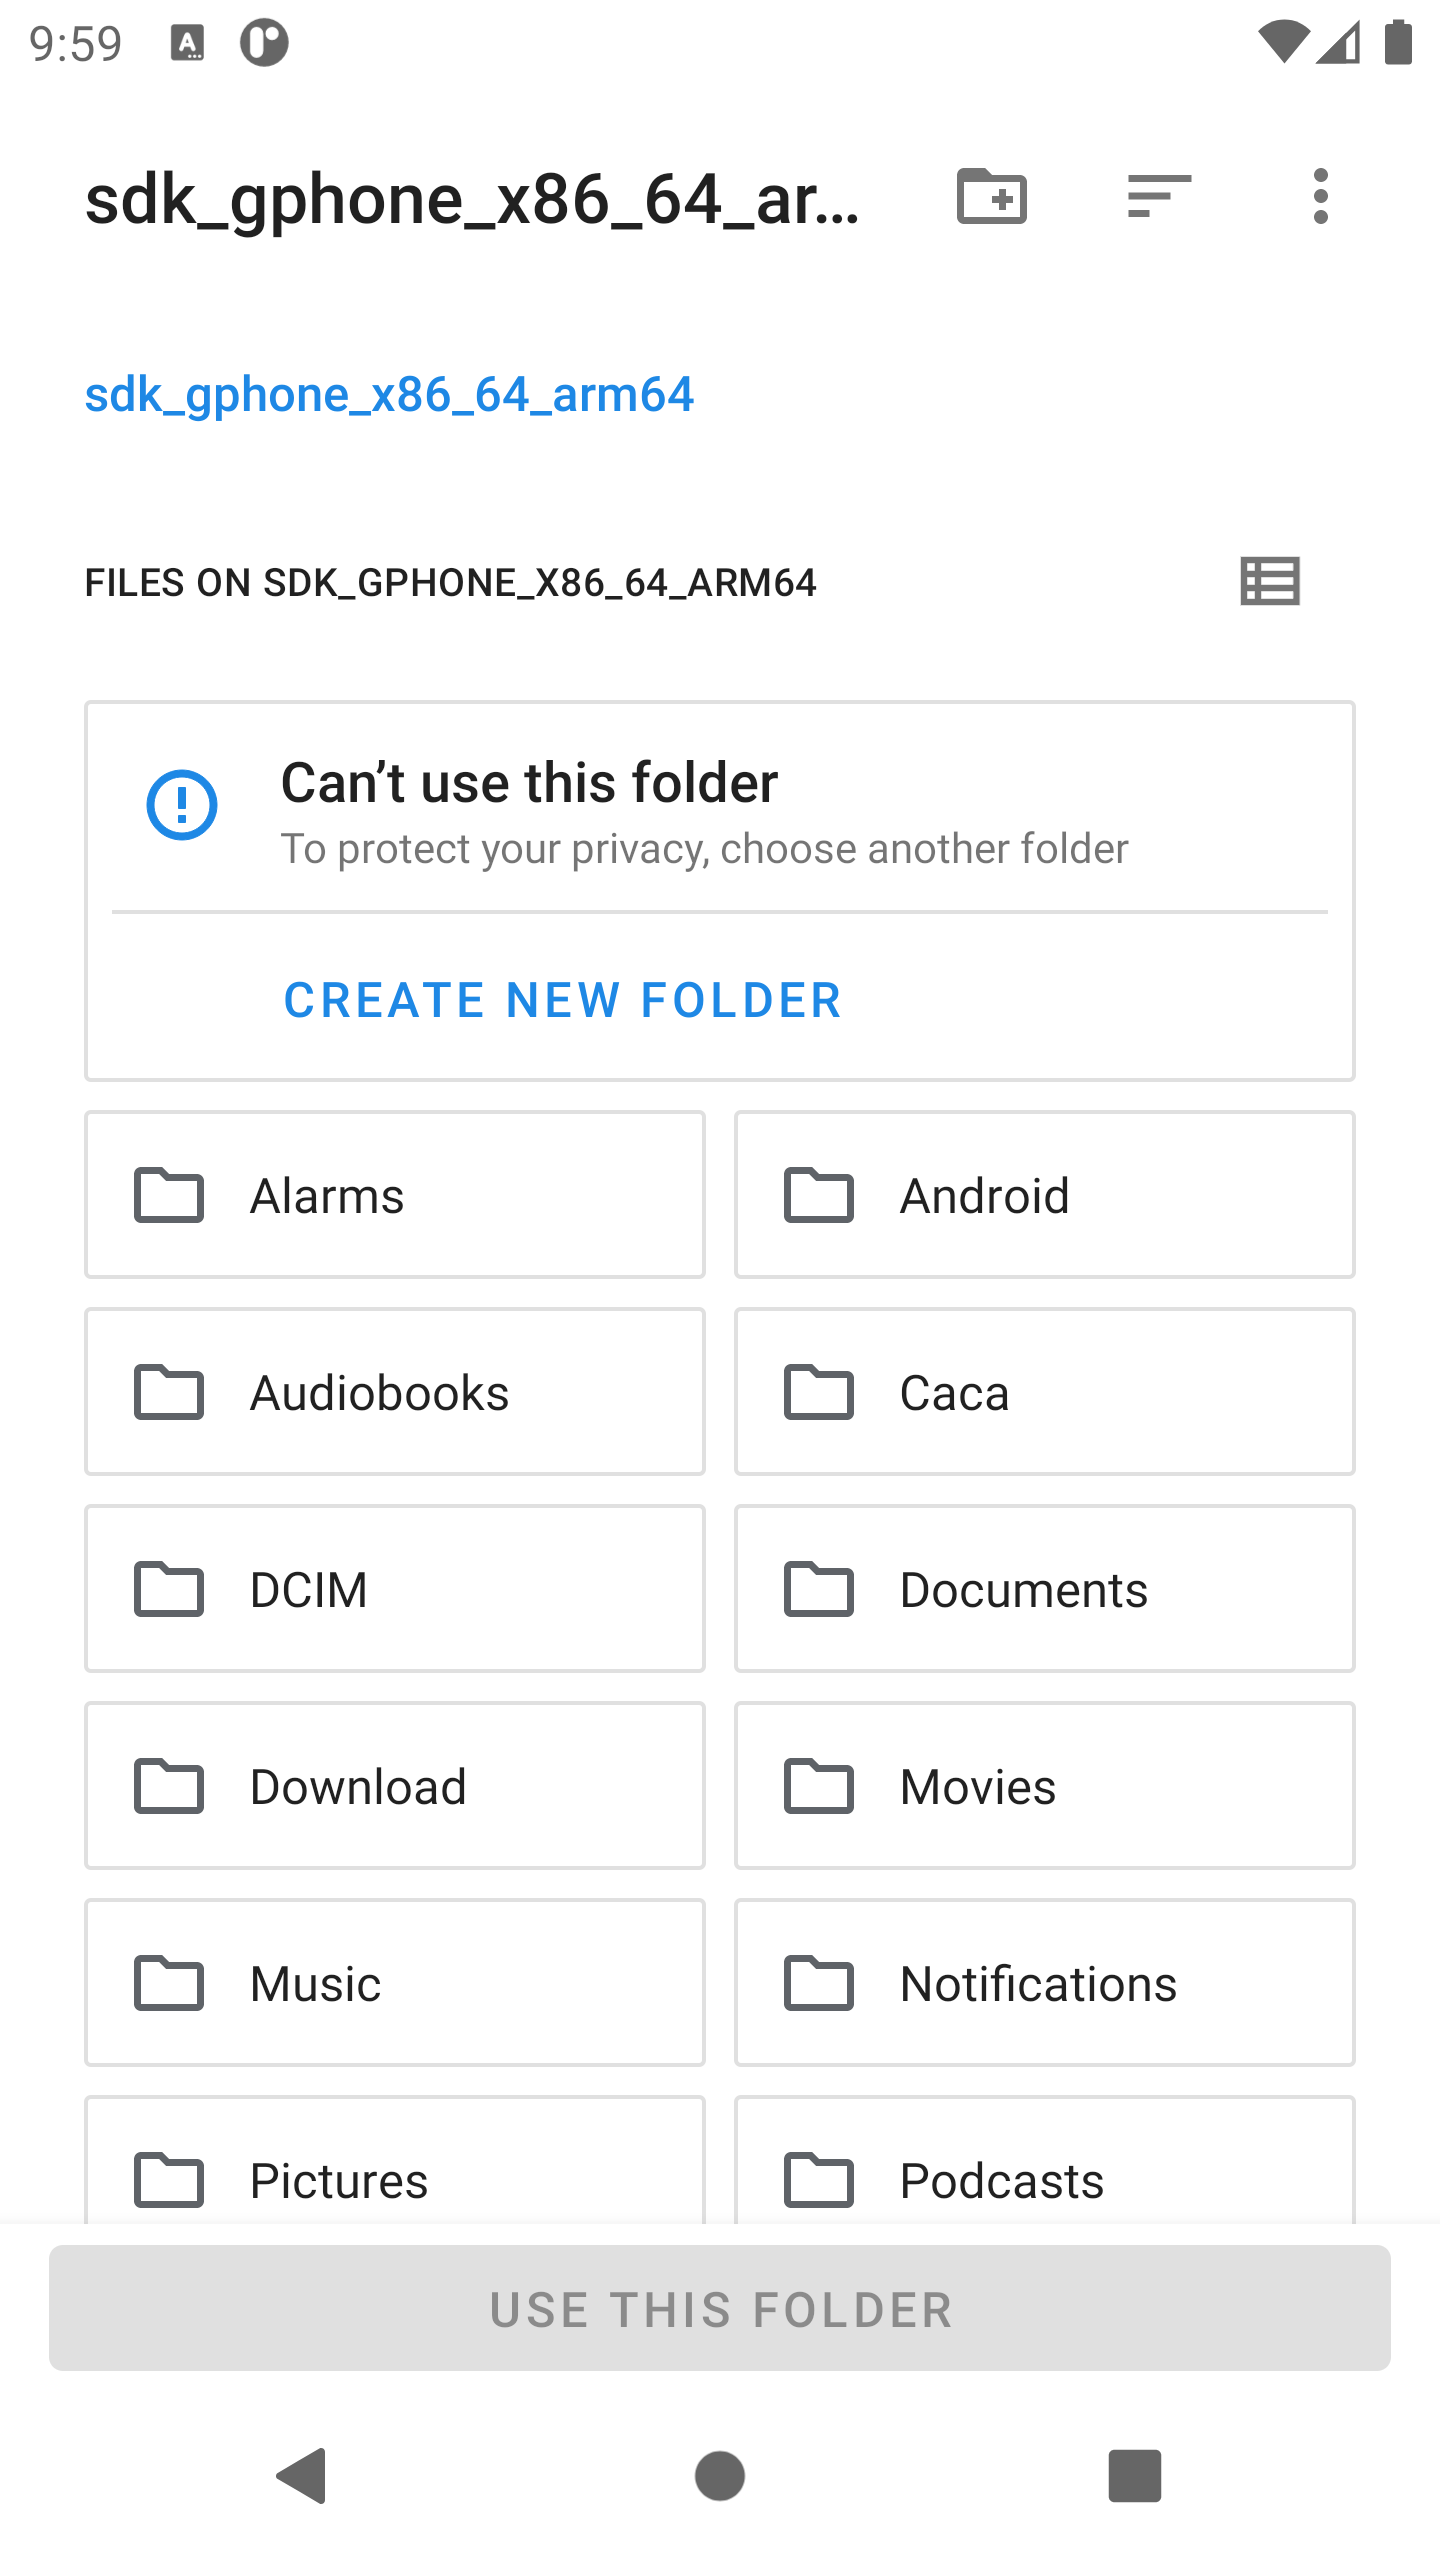 9:59
sdk_gphone_x86_64_ar...
sdk_gphone_x86_64_arm64
FILES ON SDK_GPHONE_X86_64_ARM64
Can’t use this folder
To protect your privacy, choose another folder
CREATE NEW FOLDER
Alarms
Android
Audiobooks
Caca
DCIM
Documents
Download
Movies
Music
Notifications
Pictures
Podcasts
USE THIS FOLDER